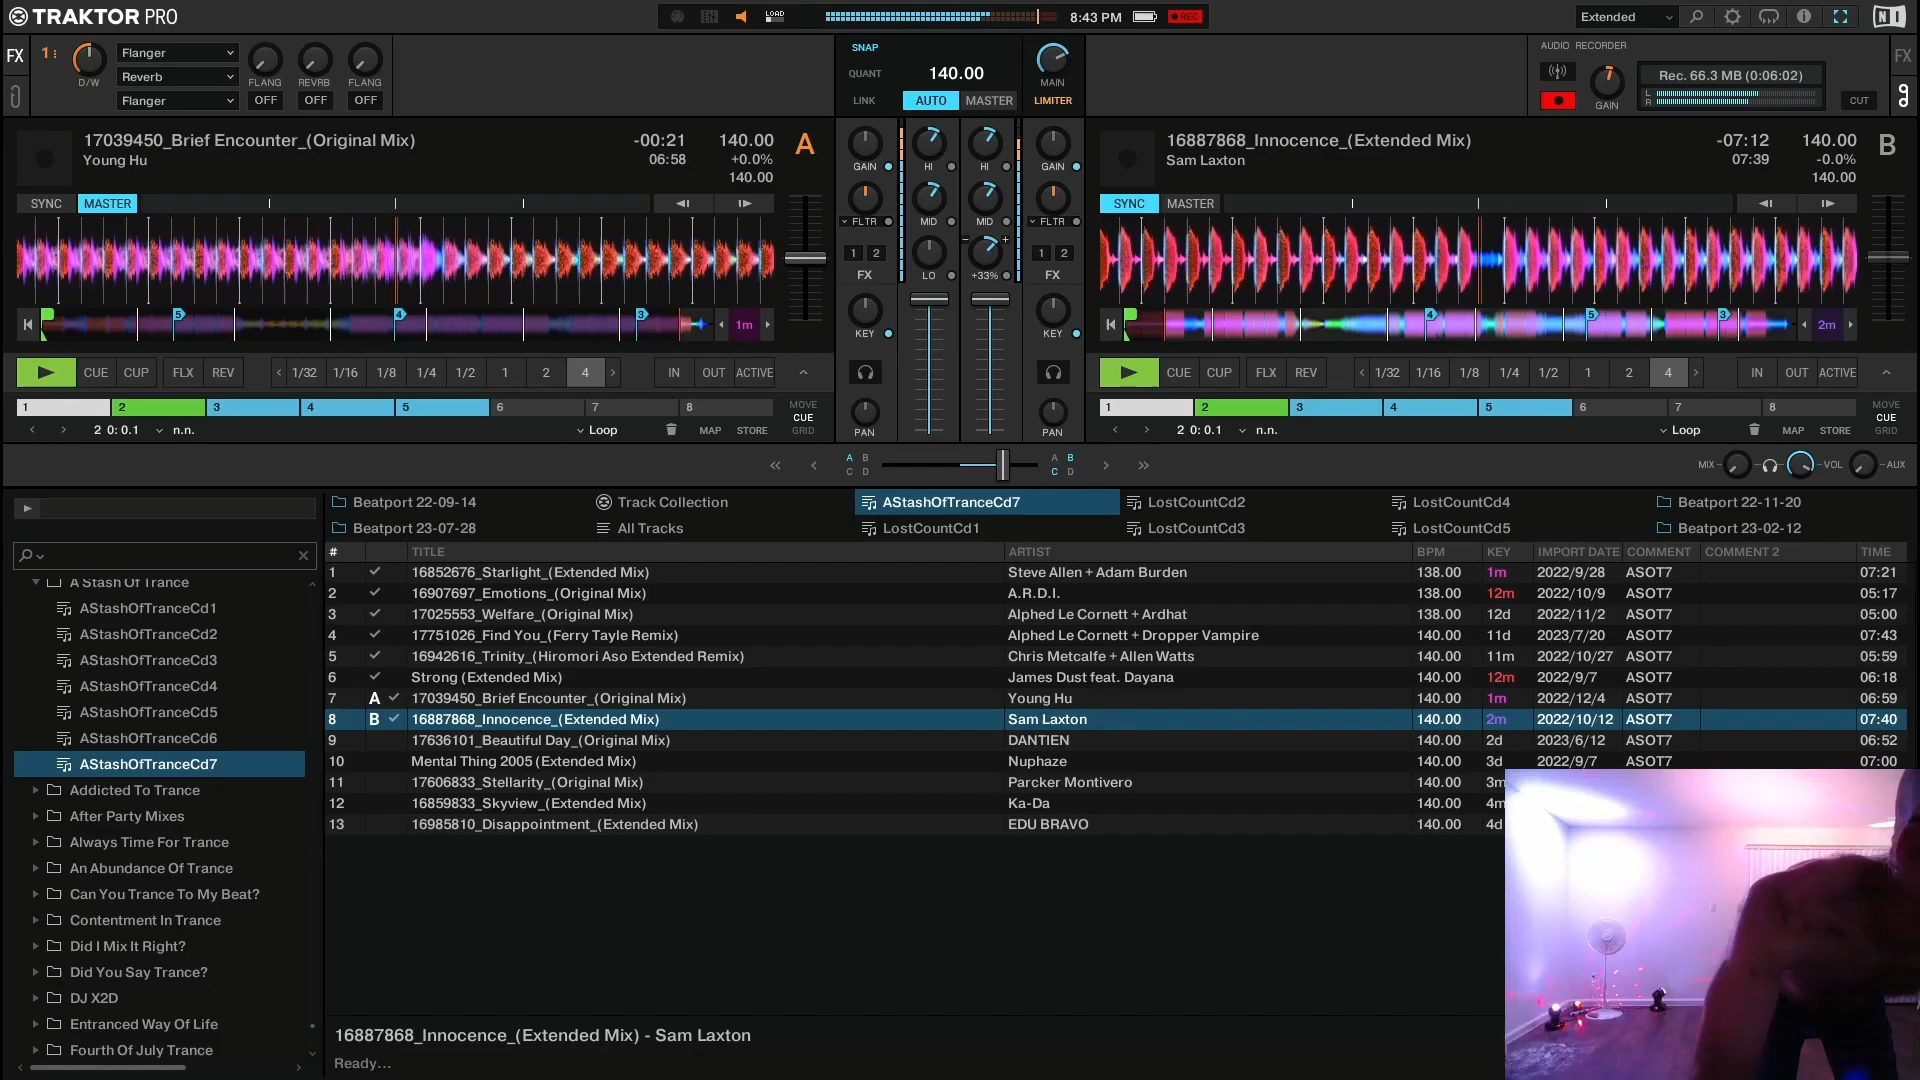 TRAKTOR PRO
LOAD
8:43 PM
REC
Extended
FX
1
D/W
Flanger
Reverb
Flanger
FLANG
REVRB
FLANG
OFF
OFF
OFF
SNAP
QUANT
LINK
140.00
AUTO
MASTER
MAIN
LIMITER
AUDIO RECORDER
GAIN
Rec. 66.3 MB (0:06:02)
L
R
CUT
FX
17039450_Brief Encounter_(Original Mix)
Young Hu
-00:21
06:58
140.00
+0.0%
140.00
A
SYNC
MASTER
5
4
3
1m
CUE
CUP
FLX
REV
1/32
1/16
1/8
1/4
1/2
1
2
4
IN
OUT
ACTIVE
1
2
3
4
5
6
7
8
MOVE
CUE
GRID
2 0: 0.1
n.n.
Loop
MAP
STORE
GAIN
HI
HI
GAIN
FLTR
MID
MID
FLTR
1
2
LO
+33%
1
2
FX
FX
KEY
KEY
PAN
PAN
16887868_Innocence_(Extended Mix)
Sam Laxton
-07:12
07:39
140.00
-0.0%
140.00
B
SYNC
MASTER
4
5
3
2m
CUE
CUP
FLX
REV
1/32
1/16
1/8
1/4
1/2
1
2
4
IN
OUT
ACTIVE
1
2
3
4
5
6
7
8
MOVE
CUE
GRID
2 0: 0.1
n.n.
Loop
MAP
STORE
A B
C D
A B
C D
MIX
VOL
AUX
Beatport 22-09-14
Track Collection
AStashOfTranceCd7
LostCountCd2
LostCountCd4
Beatport 22-11-20
Beatport 23-07-28
All Tracks
LostCountCd1
LostCountCd3
LostCountCd5
Beatport 23-02-12
A Stash Of Trance
AStashOfTranceCd1
AStashOfTranceCd2
AStashOfTranceCd3
AStashOfTranceCd4
AStashOfTranceCd5
AStashOfTranceCd6
AStashOfTranceCd7
Addicted To Trance
After Party Mixes
Always Time For Trance
An Abundance Of Trance
Can You Trance To My Beat?
Contentment In Trance
Did I Mix It Right?
Did You Say Trance?
DJ X2D
Entranced Way Of Life
Fourth Of July Trance
# TITLE ARTIST BPM KEY IMPORT DATE COMMENT COMMENT 2 TIME
1 16852676_Starlight_(Extended Mix) Steve Allen + Adam Burden 138.00 1m 2022/9/28 ASOT7 07:21
2 16907697_Emotions_(Original Mix) A.R.D.I. 138.00 12m 2022/10/9 ASOT7 05:17
3 17025553_Welfare_(Original Mix) Alphed Le Cornett + Ardhat 138.00 12d 2022/11/2 ASOT7 05:00
4 17751026_Find You_(Ferry Tayle Remix) Alphed Le Cornett + Dropper Vampire 140.00 11d 2023/7/20 ASOT7 07:43
5 16942616_Trinity_(Hiromori Aso Extended Remix) Chris Metcalfe + Allen Watts 140.00 11m 2022/10/27 ASOT7 05:59
6 Strong (Extended Mix) James Dust feat. Dayana 140.00 12m 2022/9/7 ASOT7 06:18
7 A 17039450_Brief Encounter_(Original Mix) Young Hu 140.00 1m 2022/12/4 ASOT7 06:59
8 B 16887868_Innocence_(Extended Mix) Sam Laxton 140.00 2m 2022/10/12 ASOT7 07:40
9 17636101_Beautiful Day_(Original Mix) DANTIEN 140.00 2d 2023/6/12 ASOT7 06:52
10 Mental Thing 2005 (Extended Mix) Nuphaze 140.00 3d 2022/9/7 ASOT7 07:00
11 17606833_Stellarity_(Original Mix) Parcker Montivero 140.00 3m
12 16859833_Skyview_(Extended Mix) Ka-Da 140.00 4m
13 16985810_Disappointment_(Extended Mix) EDU BRAVO 140.00 4d
16887868_Innocence_(Extended Mix) - Sam Laxton
Ready...